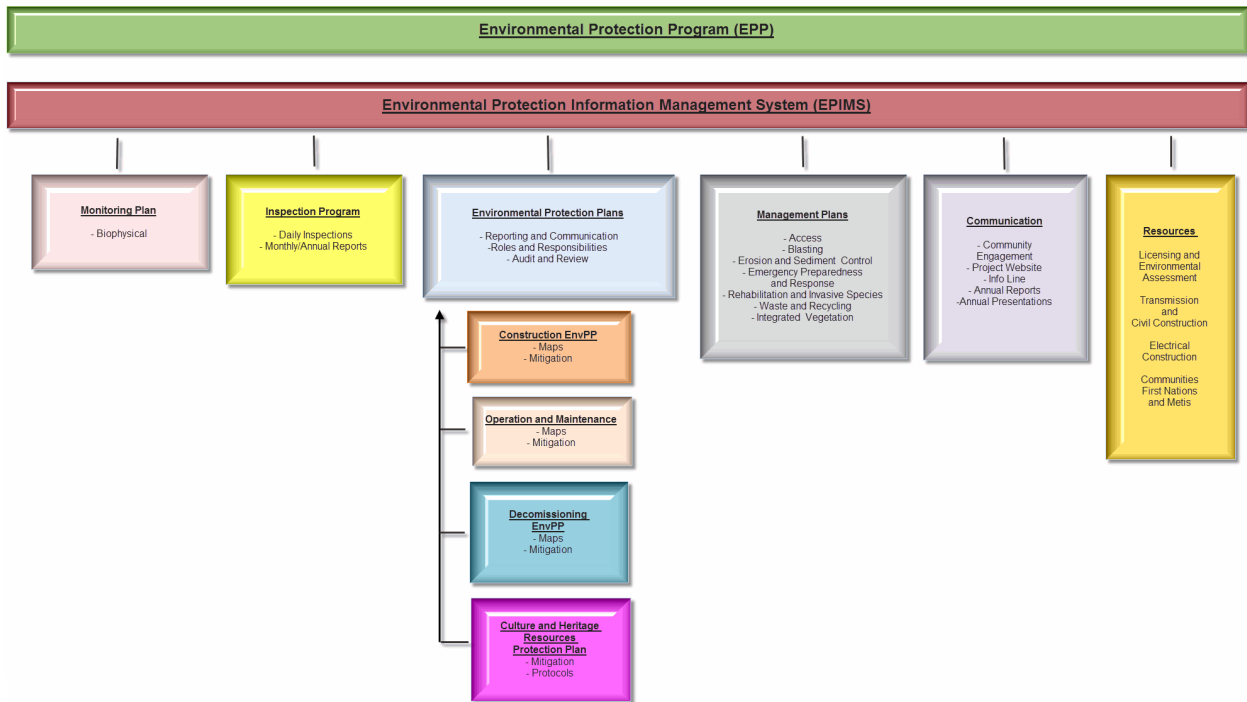 Environmental Protection Program (EPP)
Environmental Protection Information Management System (EPIMS)
Monitoring Plan
- Biophysical
Inspection Program
- Daily Inspections
- Monthly/Annual Reports
Environmental Protection Plans
- Reporting and Communication
-Roles and Responsibilities
- Audit and Review
Construction EnvPP
- Maps
- Mitigation
Operation and Maintenance
- Maps
- Mitigation
Decomissioning
EnvPP
- Maps
- Mitigation
Culture and Heritage
Resources
Protection Plan
- Mitigation
- Protocols
Management Plans
- Access
- Blasting
- Erosion and Sediment Control
- Emergency Preparedness
and Response
- Rehabilitation and Invasive Species
- Waste and Recycling
- Integrated Vegetation
Communication
- Community
Engagement
- Project Website
- Info Line
- Annual Reports
-Annual Presentations
Resources
Licensing and
Environmental
Assessment
Transmission
and
Civil Construction
Electrical
Construction
Communities
First Nations
and Metis